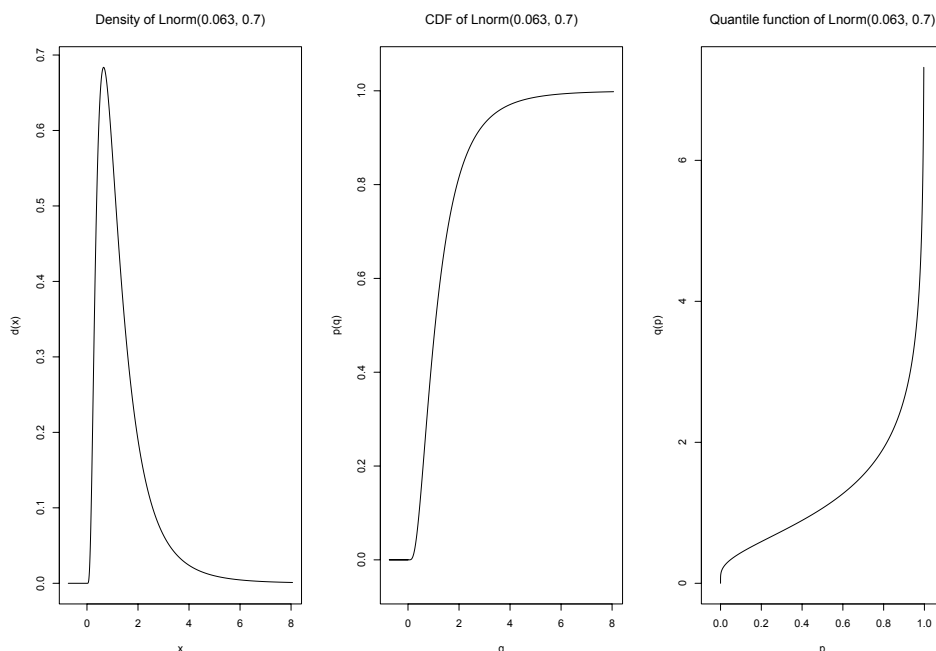 Density of Lnorm(0.063, 0.7)
0.0 0.1 0.2 0.3 0.4 0.5 0.6 0.7
d(x)
0 2 4 6 8
x
CDF of Lnorm(0.063, 0.7)
0.0 0.2 0.4 0.6 0.8 1.0
p(q)
0 2 4 6 8
q
Quantile function of Lnorm(0.063, 0.7)
0 2 4 6
q(p)
0.0 0.2 0.4 0.6 0.8 1.0
p